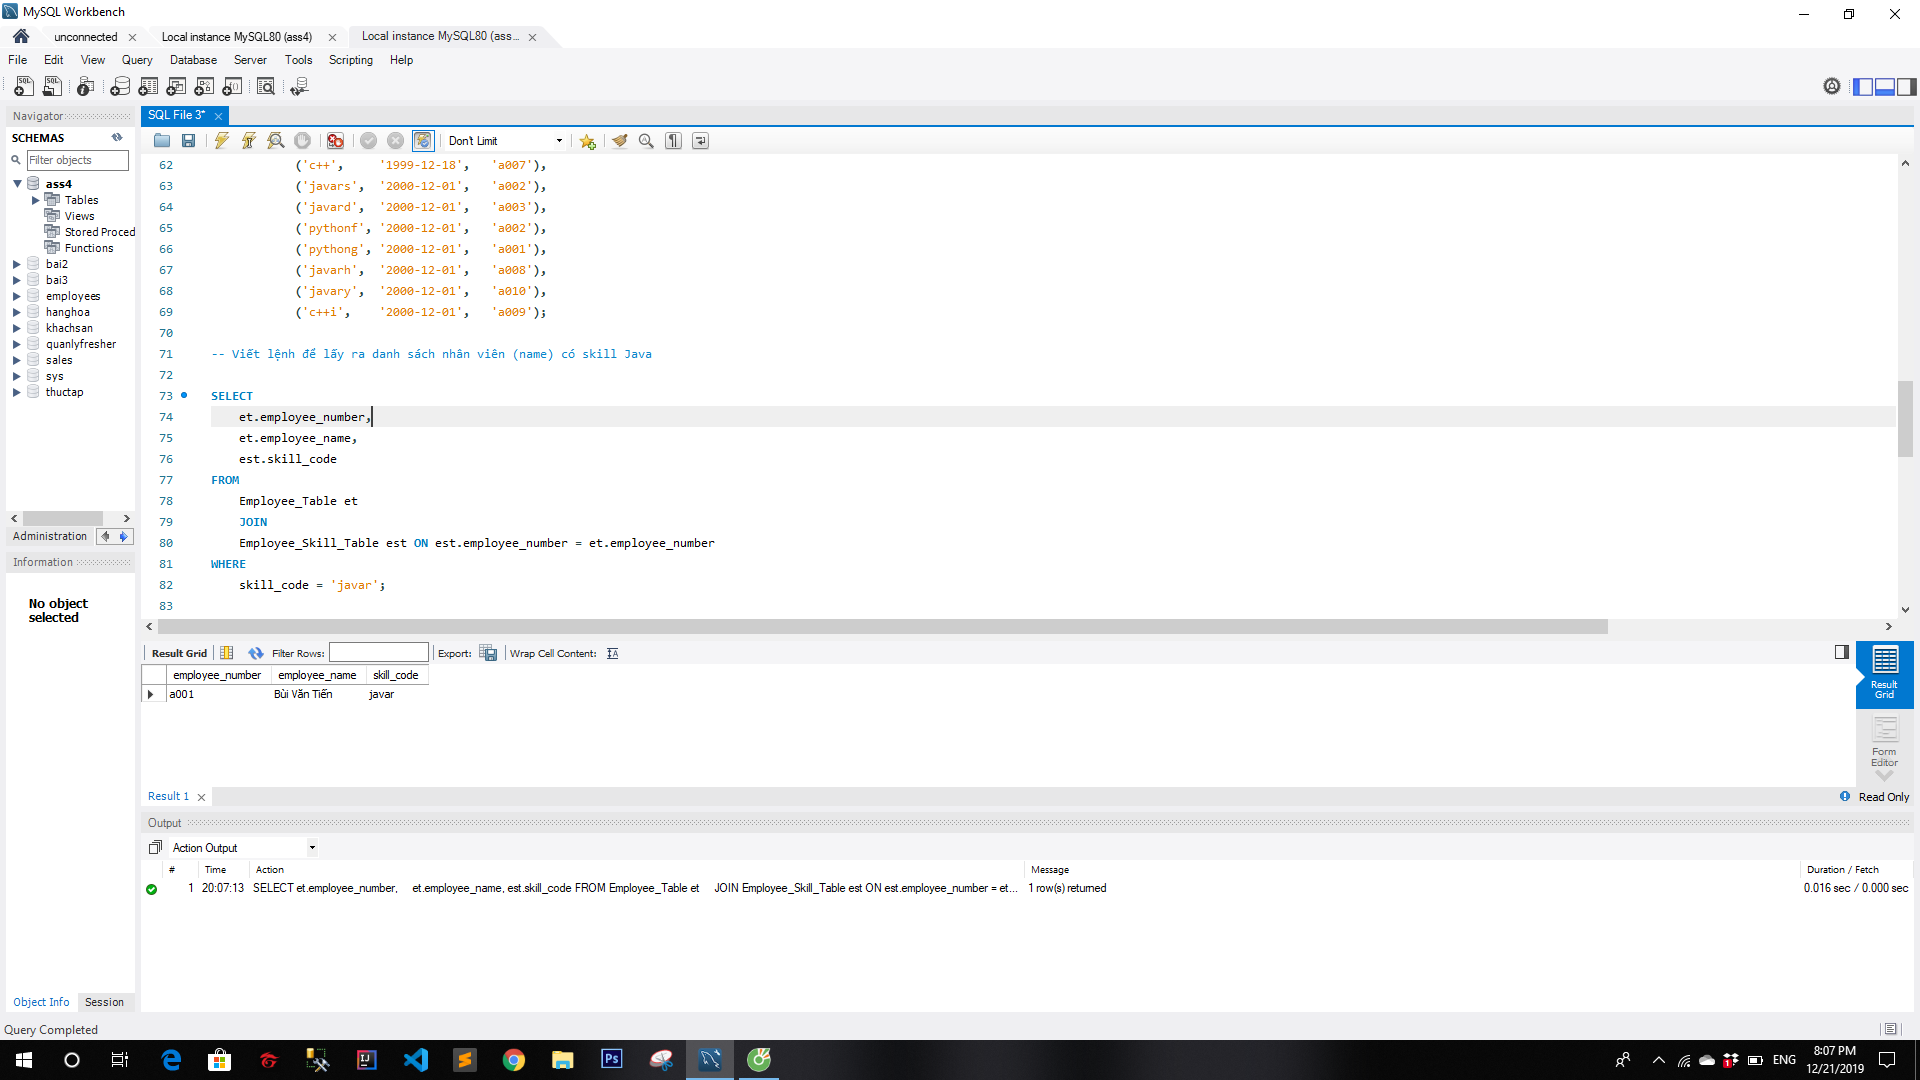 MySQL Workbench
unconnected
Local instance MySQL80 (ass4)
Local instance MySQL80 (ass...
File Edit View Query Database Server Tools Scripting Help
Navigator
SQL File 3*
SCHEMAS
Don't Limit
Filter objects
ass4
Tables
Views
Stored Proced
Functions
bai2
bai3
employees
hanghoa
khachsan
quanlyfresher
sales
sys
thuctap
Administration
Information
No object
selected
62 ('c++', '1999-12-18', 'a007'),
63 ('javars', '2000-12-01', 'a002'),
64 ('javard', '2000-12-01', 'a003'),
65 ('pythonf', '2000-12-01', 'a002'),
66 ('pythong', '2000-12-01', 'a001'),
67 ('javarh', '2000-12-01', 'a008'),
68 ('javary', '2000-12-01', 'a010'),
69 ('c++i', '2000-12-01', 'a009');
70
71 -- Viết lệnh để lấy ra danh sách nhân viên (name) có skill Java
72
73 SELECT
74 et.employee_number,
75 et.employee_name,
76 est.skill_code
77 FROM
78 Employee_Table et
79 JOIN
80 Employee_Skill_Table est ON est.employee_number = et.employee_number
81 WHERE
82 skill_code = 'javar';
83
Result Grid Filter Rows: Export: Wrap Cell Content:
employee_number employee_name skill_code
a001 Bùi Văn Tiến javar
Result
Grid
Form
Editor
Result 1
Read Only
Output
Action Output
# Time Action Message Duration / Fetch
1 20:07:13 SELECT et.employee_number, et.employee_name, est.skill_code FROM Employee_Table et JOIN Employee_Skill_Table est ON est.employee_number = et... 1 row(s) returned 0.016 sec / 0.000 sec
Object Info Session
Query Completed
ENG
8:07 PM
12/21/2019